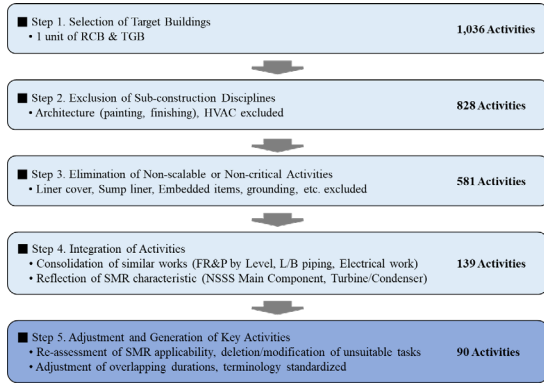 ■ Step 1. Selection of Target Buildings
• 1 unit of RCB & TGB
1,036 Activities
■ Step 2. Exclusion of Sub-construction Disciplines
• Architecture (painting, finishing), HVAC excluded
828 Activities
■ Step 3. Elimination of Non-scalable or Non-critical Activities
• Liner cover, Sump liner, Embedded items, grounding, etc. excluded
581 Activities
■ Step 4. Integration of Activities
• Consolidation of similar works (FR&P by Level, L/B piping, Electrical work)
• Reflection of SMR characteristic (NSSS Main Component, Turbine/Condenser)
139 Activities
■ Step 5. Adjustment and Generation of Key Activities
• Re-assessment of SMR applicability, deletion/modification of unsuitable tasks
• Adjustment of overlapping durations, terminology standardized
90 Activities